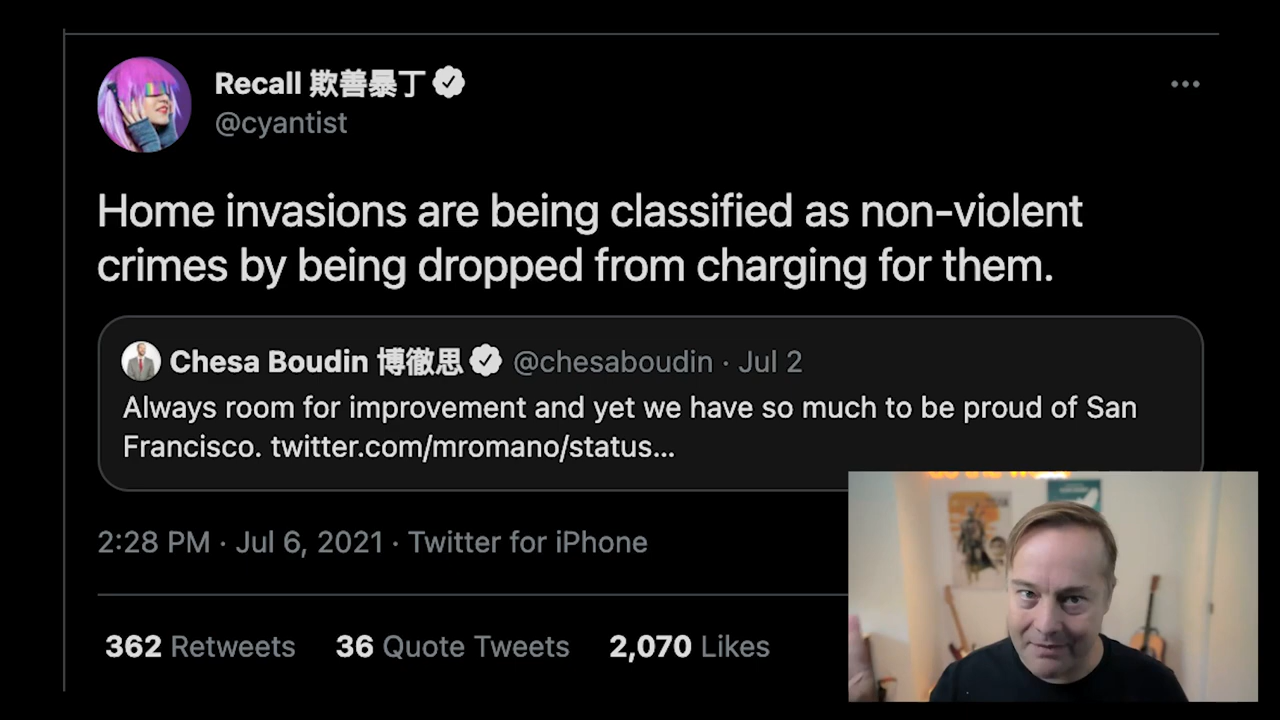 Recall 欺善暴丁
@cyantist
Home invasions are being classified as non-violent
crimes by being dropped from charging for them.
Chesa Boudin 博徹思 @chesaboudin · Jul 2
Always room for improvement and yet we have so much to be proud of San
Francisco. twitter.com/mromano/status...
2:28 PM · Jul 6, 2021 · Twitter for iPhone
362 Retweets 36 Quote Tweets 2,070 Likes